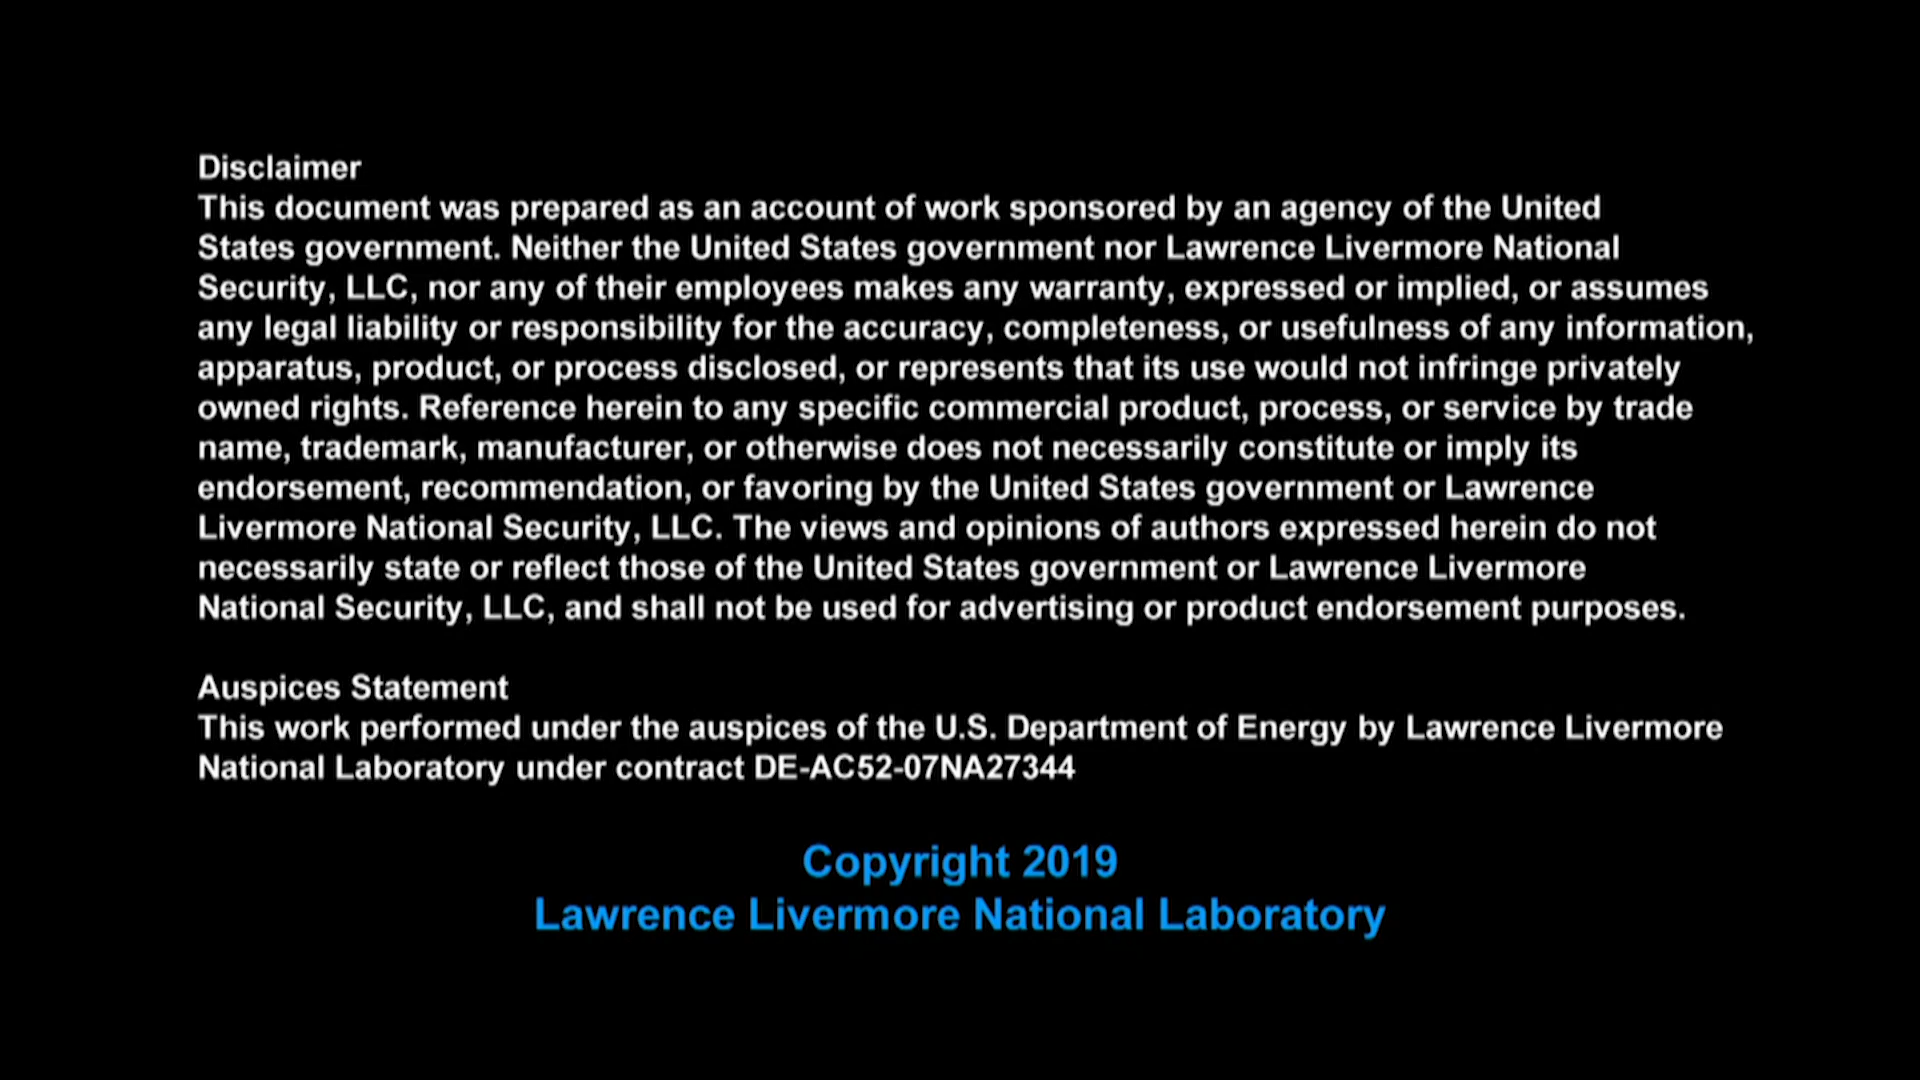 Disclaimer
This document was prepared as an account of work sponsored by an agency of the United
States government. Neither the United States government nor Lawrence Livermore National
Security, LLC, nor any of their employees makes any warranty, expressed or implied, or assumes
any legal liability or responsibility for the accuracy, completeness, or usefulness of any information,
apparatus, product, or process disclosed, or represents that its use would not infringe privately
owned rights. Reference herein to any specific commercial product, process, or service by trade
name, trademark, manufacturer, or otherwise does not necessarily constitute or imply its
endorsement, recommendation, or favoring by the United States government or Lawrence
Livermore National Security, LLC. The views and opinions of authors expressed herein do not
necessarily state or reflect those of the United States government or Lawrence Livermore
National Security, LLC, and shall not be used for advertising or product endorsement purposes.
Auspices Statement
This work performed under the auspices of the U.S. Department of Energy by Lawrence Livermore
National Laboratory under contract DE-AC52-07NA27344
Copyright 2019
Lawrence Livermore National Laboratory